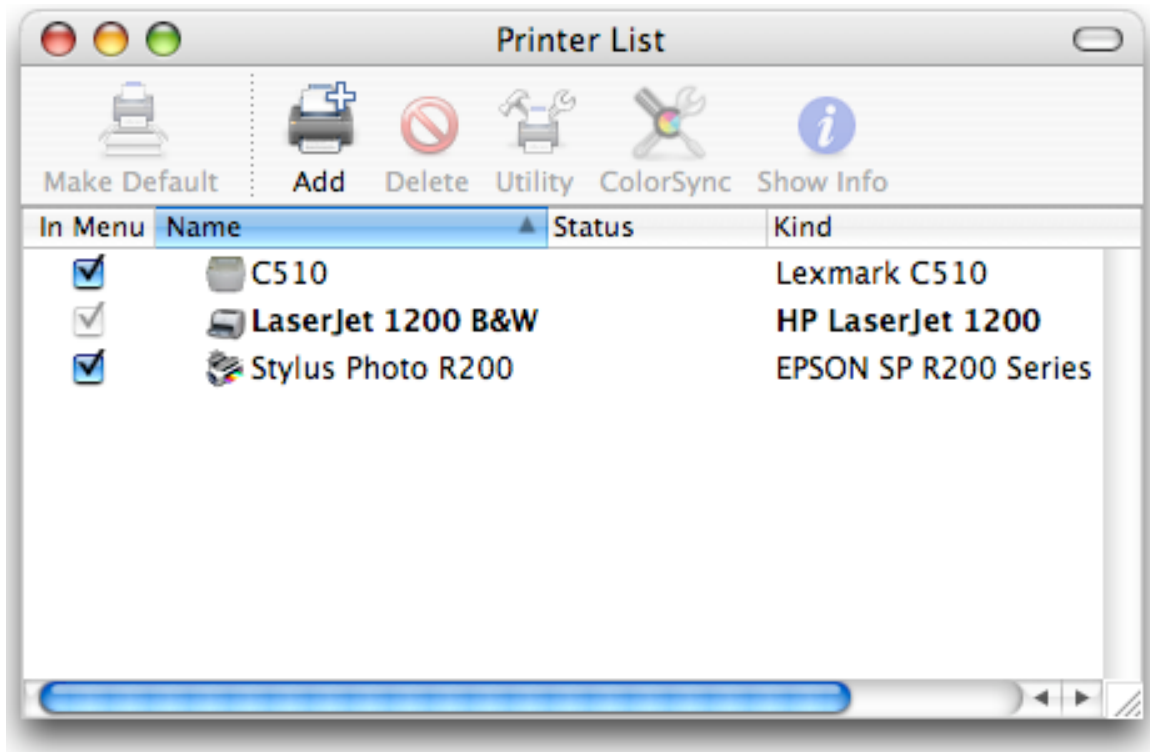 Printer List
Make Default Add Delete Utility ColorSync Show Info
In Menu Name Status Kind
C510 Lexmark C510
LaserJet 1200 B&W HP LaserJet 1200
Stylus Photo R200 EPSON SP R200 Series